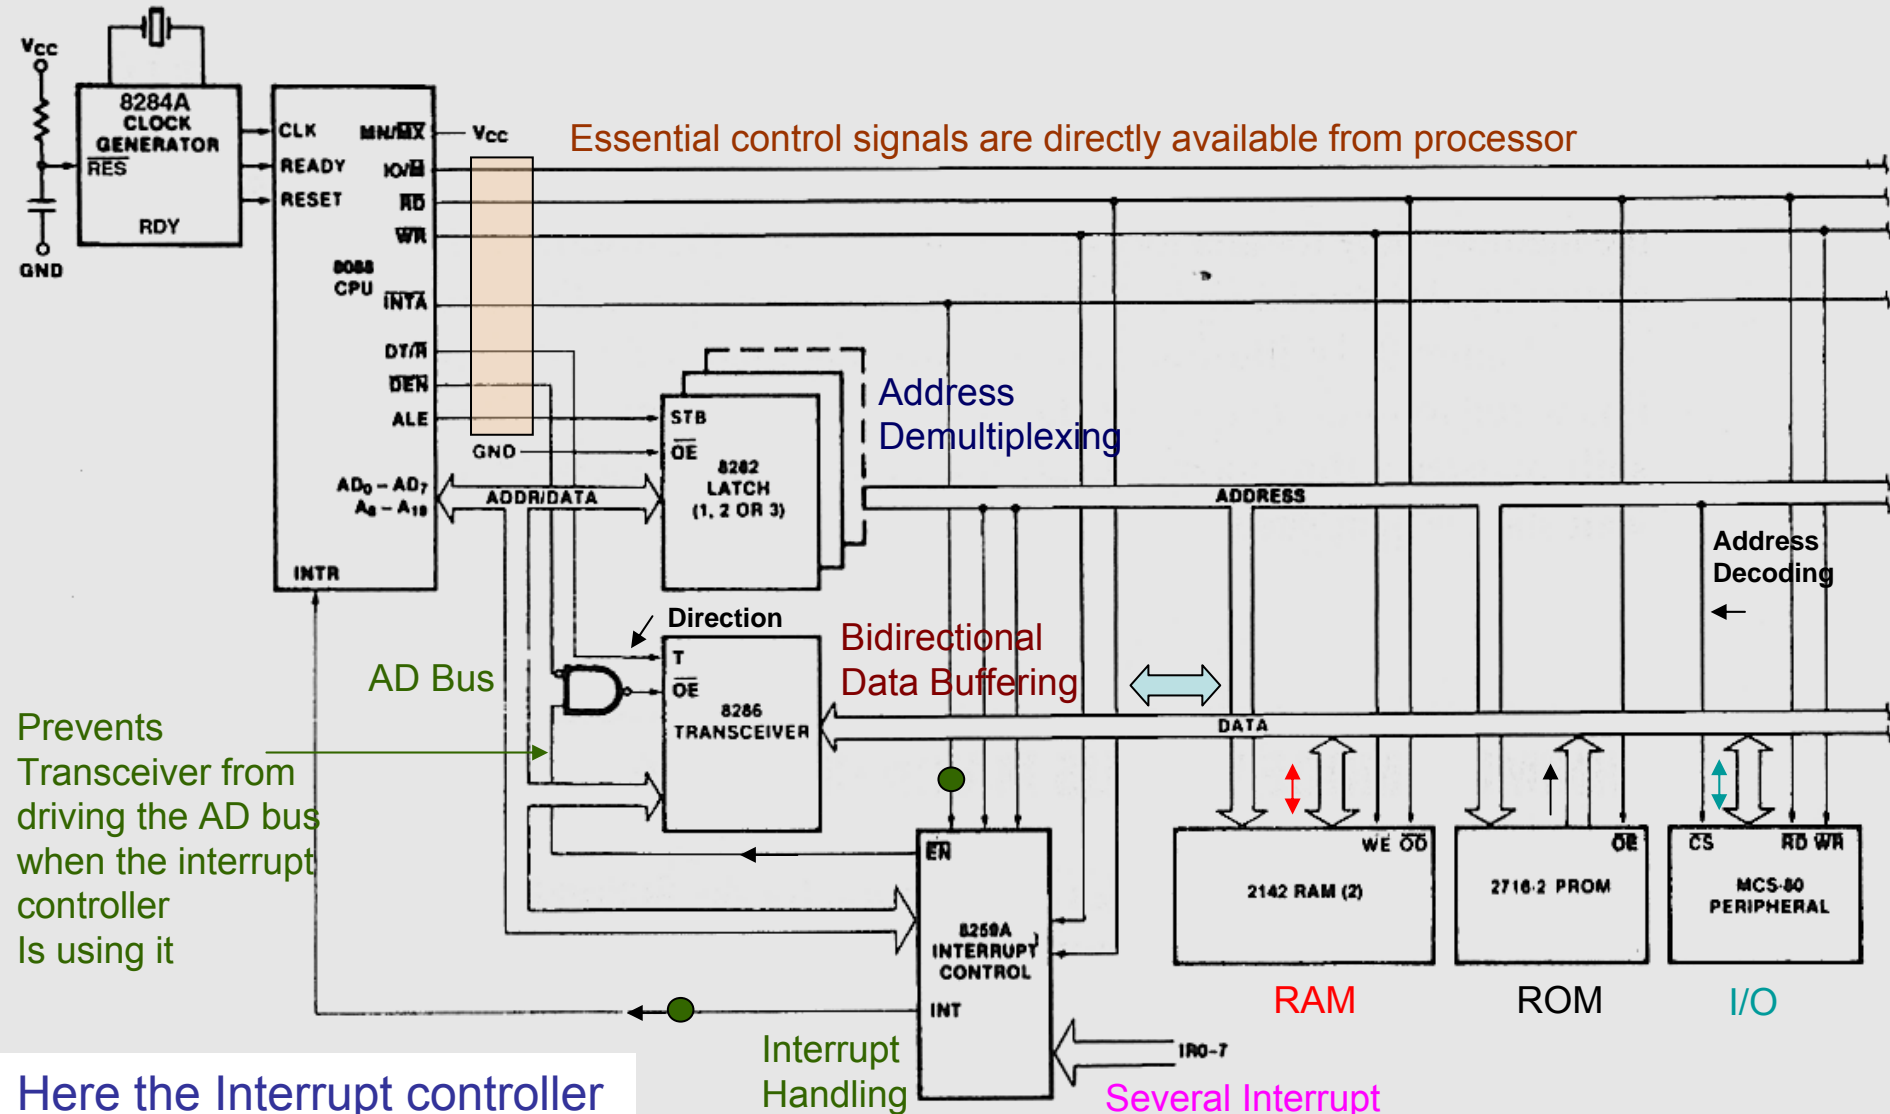 Vcc
8284A
CLOCK
GENERATOR
RES
RDY
GND
CLK
READY
RESET
8088
CPU
MN/MX
IO/M
RD
WR
INTA
DT/R
DEN
ALE
AD0 – AD7
A8 – A19
INTR
Vcc
Essential control signals are directly available from processor
GND
STB
OE
8282
LATCH
(1, 2 OR 3)
Address
Demultiplexing
ADDR/DATA
ADDRESS
Address
Decoding
Direction
T
OE
8286
TRANSCEIVER
Bidirectional
Data Buffering
AD Bus
DATA
Prevents
Transceiver from
driving the AD bus
when the interrupt
controller
Is using it
EN
8259A
INTERRUPT
CONTROL
INT
WE OD
2142 RAM (2)
OE
2716-2 PROM
CS RD WR
MCS-80
PERIPHERAL
RAM
ROM
I/O
Interrupt
Handling
IR0-7
Several Interrupt
Here the Interrupt controller